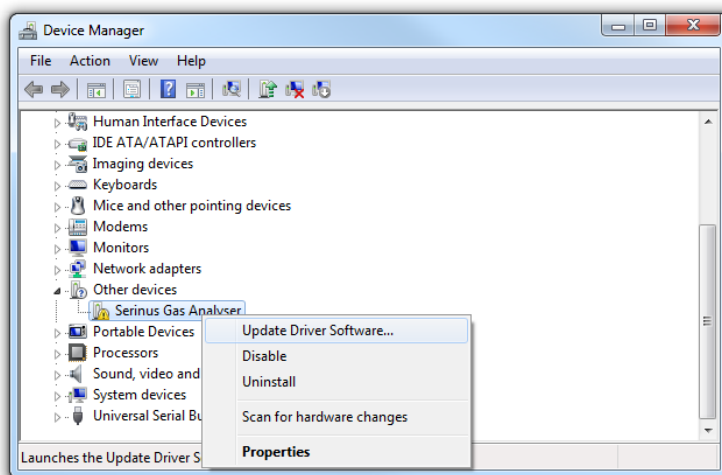 Device Manager
File Action View Help
Human Interface Devices
IDE ATA/ATAPI controllers
Imaging devices
Keyboards
Mice and other pointing devices
Modems
Monitors
Network adapters
Other devices
Serinus Gas Analyser
Portable Devices
Processors
Sound, video and
System devices
Universal Serial Bu
Update Driver Software...
Disable
Uninstall
Scan for hardware changes
Properties
Launches the Update Driver S